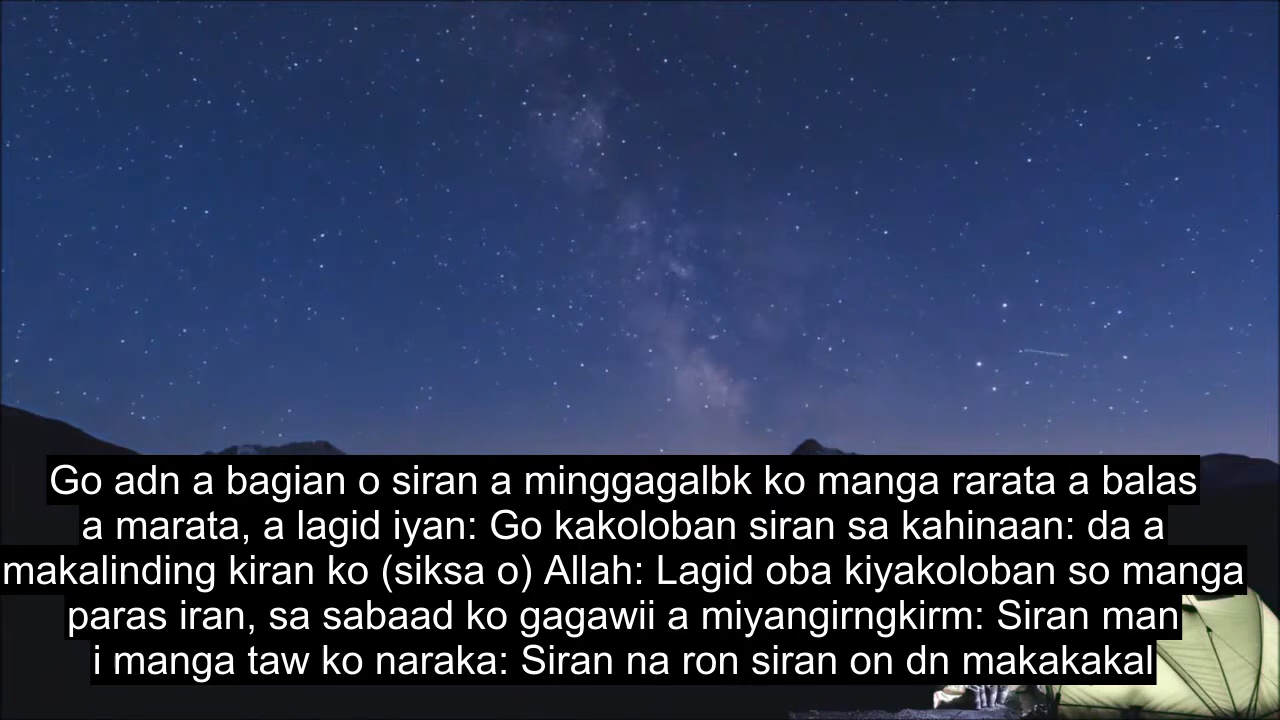 Go adn a bagian o siran a minggagalbk ko manga rarata a balas
a marata, a lagid iyan: Go kakoloban siran sa kahinaan: da a
makalinding kiran ko (siksa o) Allah: Lagid oba kiyakoloban so manga
paras iran, sa sabaad ko gagawii a miyangirngkirm: Siran man
i manga taw ko naraka: Siran na ron siran on dn makakakal